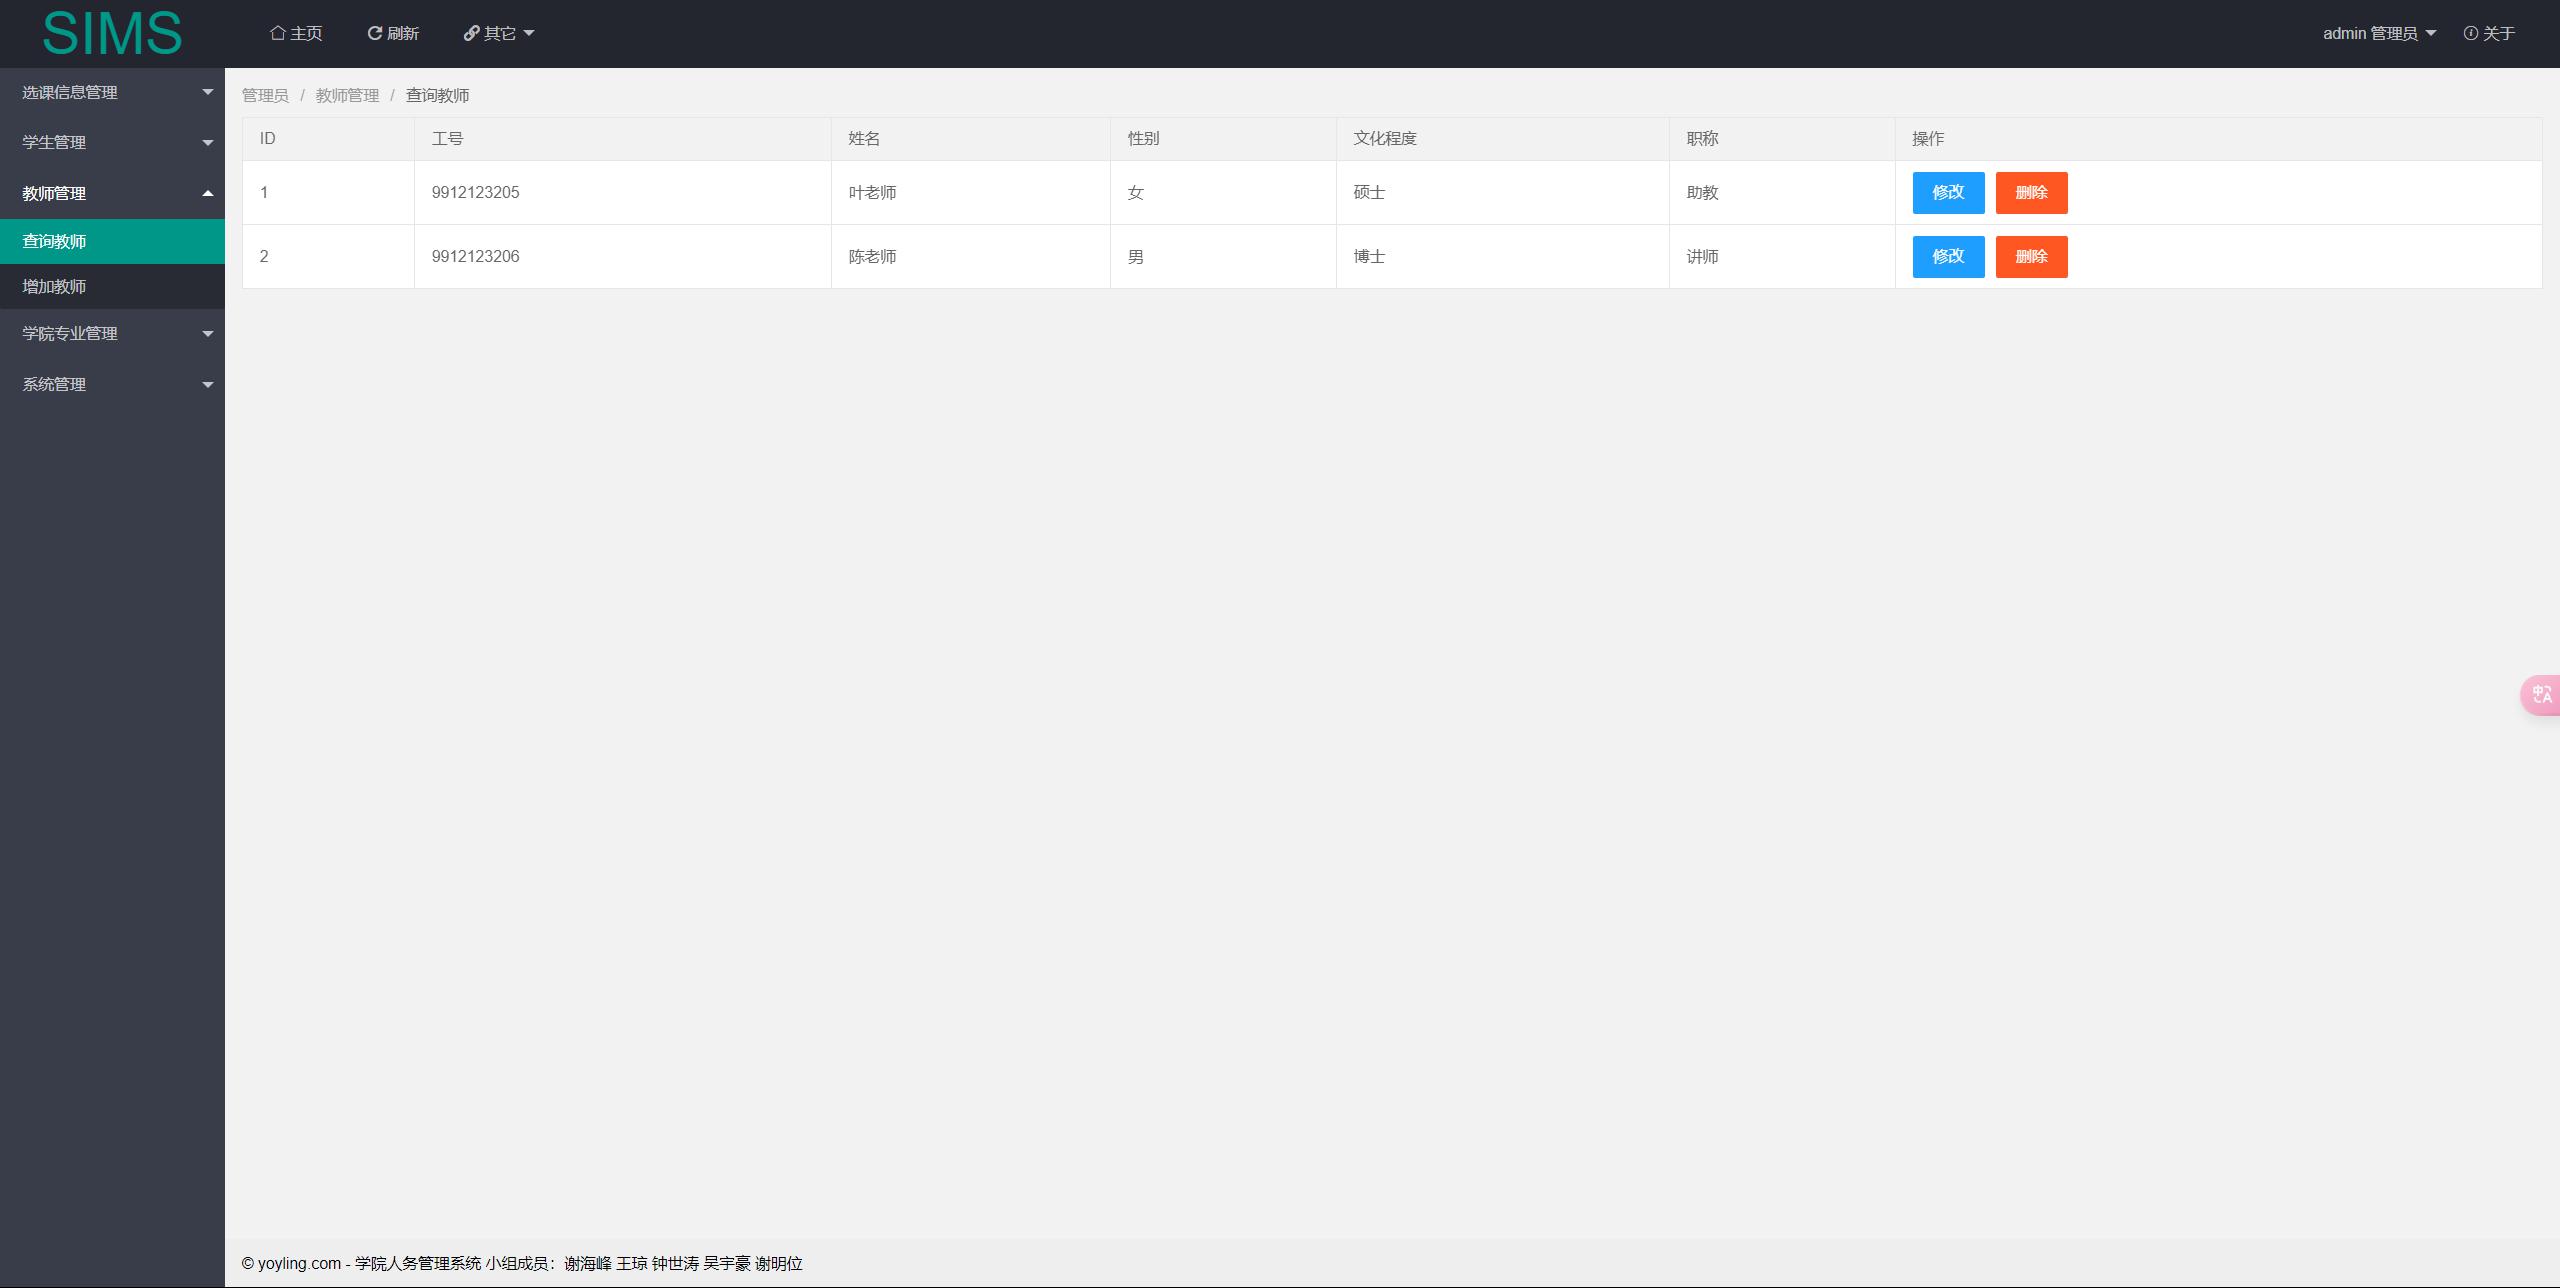 SIMS 主页 刷新 其它 admin 管理员 关于
选课信息管理
学生管理
教师管理
查询教师
增加教师
学院专业管理
系统管理
管理员 / 教师管理 / 查询教师
ID 工号 姓名 性别 文化程度 职称 操作
1 9912123205 叶老师 女 硕士 助教 修改 删除
2 9912123206 陈老师 男 博士 讲师 修改 删除
© yoyling.com - 学院人务管理系统 小组成员：谢海峰 王琼 钟世涛 吴宇豪 谢明位